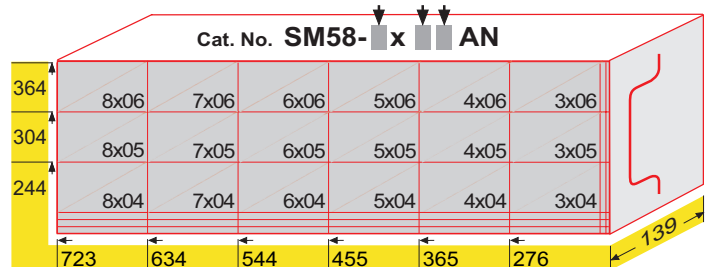 Cat. No. SM58- x AN
364 8x06 7x06 6x06 5x06 4x06 3x06
304 8x05 7x05 6x05 5x05 4x05 3x05
244 8x04 7x04 6x04 5x04 4x04 3x04
723 634 544 455 365 276 139